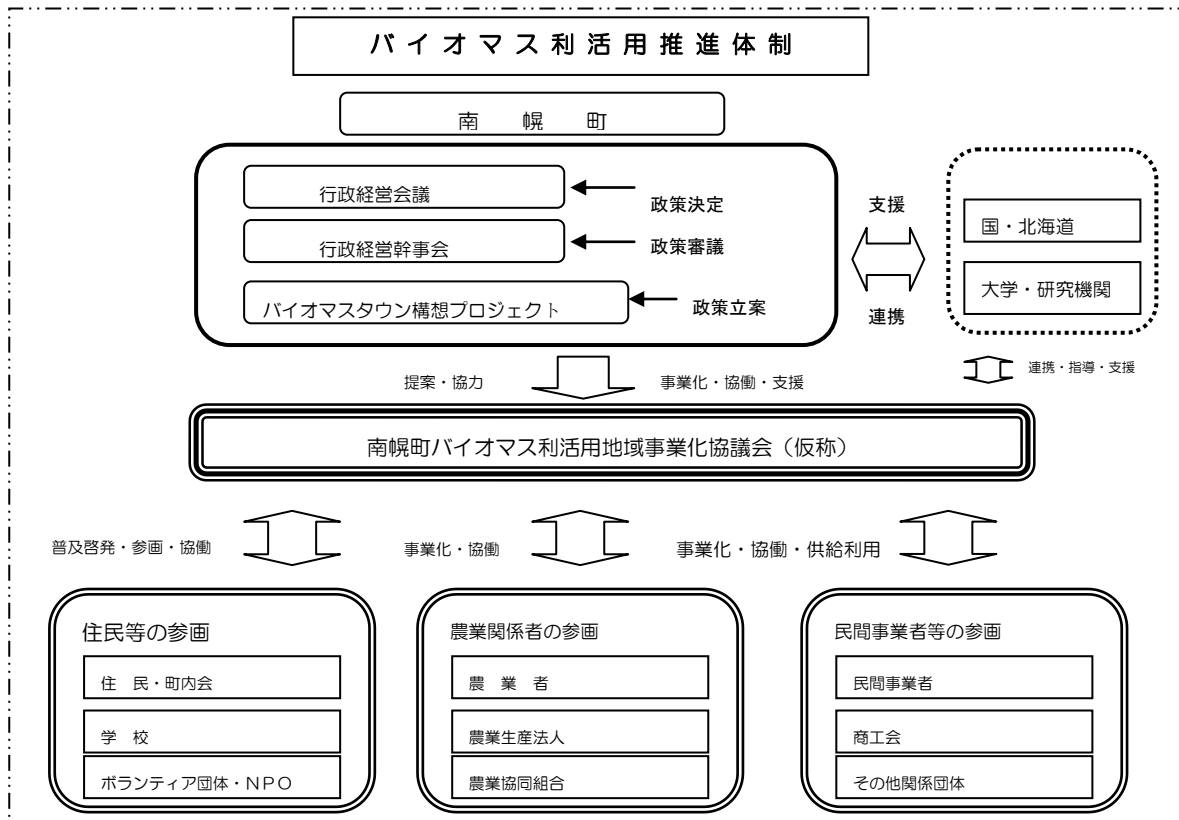 バイオマス利活用推進体制
南　幌　町
行政経営会議
政策決定
行政経営幹事会
政策審議
バイオマスタウン構想プロジェクト
政策立案
支援
連携
国・北海道
大学・研究機関
提案・協力
事業化・協働・支援
連携・指導・支援
南幌町バイオマス利活用地域事業化協議会（仮称）
普及啓発・参画・協働
事業化・協働
事業化・協働・供給利用
住民等の参画
住　民・町内会
学　校
ボランティア団体・ＮＰＯ
農業関係者の参画
農　業　者
農業生産法人
農業協同組合
民間事業者等の参画
民間事業者
商工会
その他関係団体